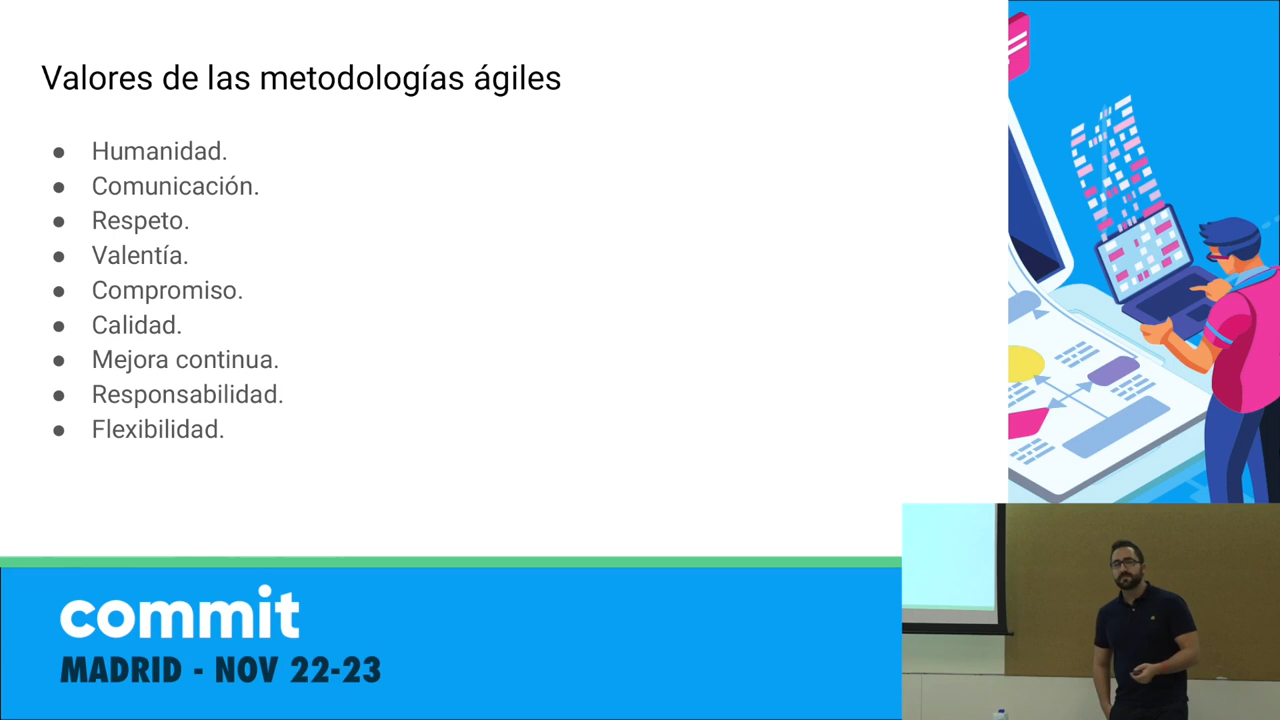 Valores de las metodologías ágiles
● Humanidad.
● Comunicación.
● Respeto.
● Valentía.
● Compromiso.
● Calidad.
● Mejora continua.
● Responsabilidad.
● Flexibilidad.
commit
MADRID - NOV 22-23